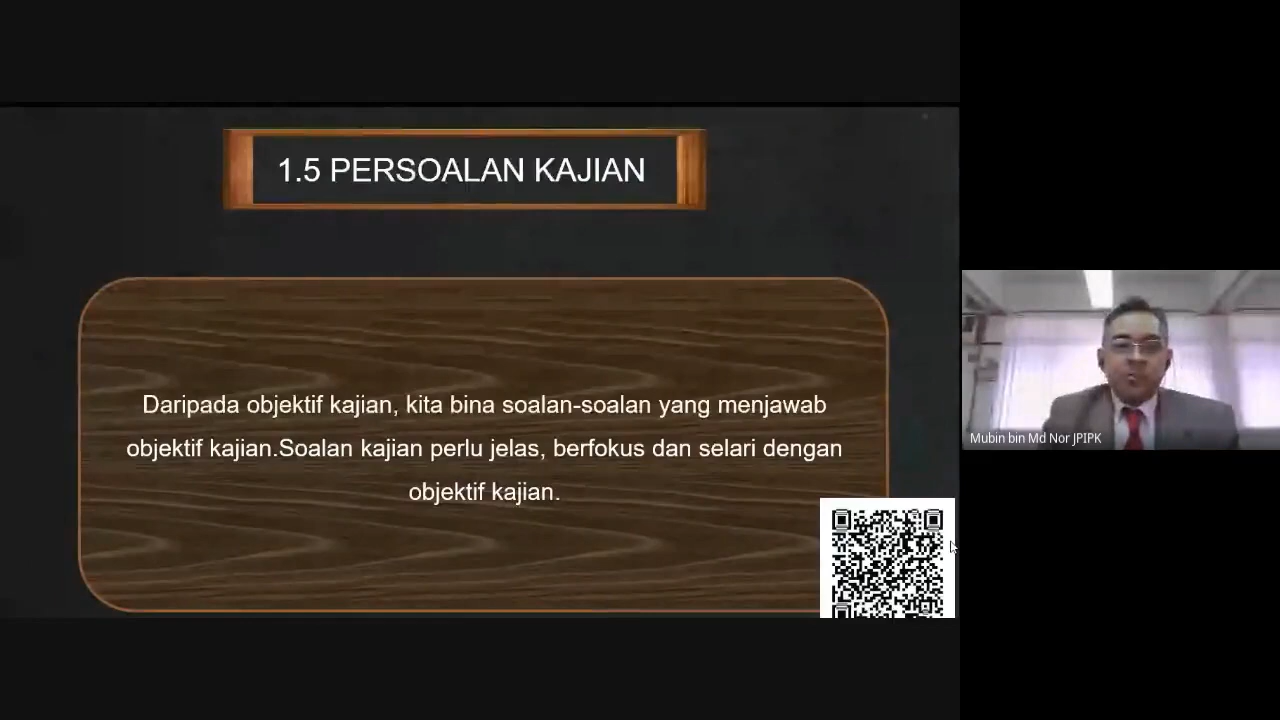 1.5 PERSOALAN KAJIAN
Daripada objektif kajian, kita bina soalan-soalan yang menjawab
objektif kajian.Soalan kajian perlu jelas, berfokus dan selari dengan
objektif kajian.
Mubin bin Md Nor JPIPK